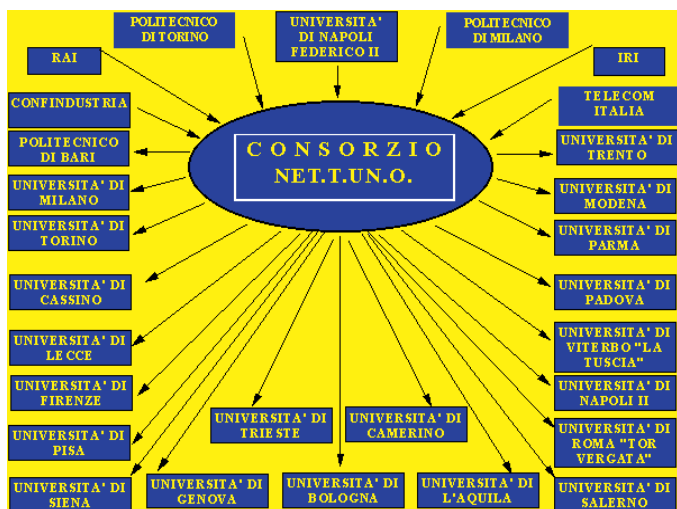 POLITECNICO
DI TORINO
UNIVERSITA'
DI NAPOLI
FEDERICO II
POLITECNICO
DI MILANO
RAI
IRI
CONFINDUSTRIA
TELECOM
ITALIA
CONSORZIO
NET.T.UN.O.
POLITECNICO
DI BARI
UNIVERSITA' DI
TRENTO
UNIVERSITA' DI
MILANO
UNIVERSITA' DI
MODENA
UNIVERSITA' DI
TORINO
UNIVERSITA' DI
PARMA
UNIVERSITA' DI
CASSINO
UNIVERSITA' DI
PADOVA
UNIVERSITA' DI
LECCE
UNIVERSITA' DI
VITERBO "LA
TUSCIA"
UNIVERSITA' DI
FIRENZE
UNIVERSITA' DI
NAPOLI II
UNIVERSITA' DI
TRIESTE
UNIVERSITA' DI
CAMERINO
UNIVERSITA' DI
PISA
UNIVERSITA' DI
ROMA "TOR
VERGATA"
UNIVERSITA' DI
SIENA
UNIVERSITA' DI
GENOVA
UNIVERSITA' DI
BOLOGNA
UNIVERSITA' DI
L'AQUILA
UNIVERSITA' DI
SALERNO